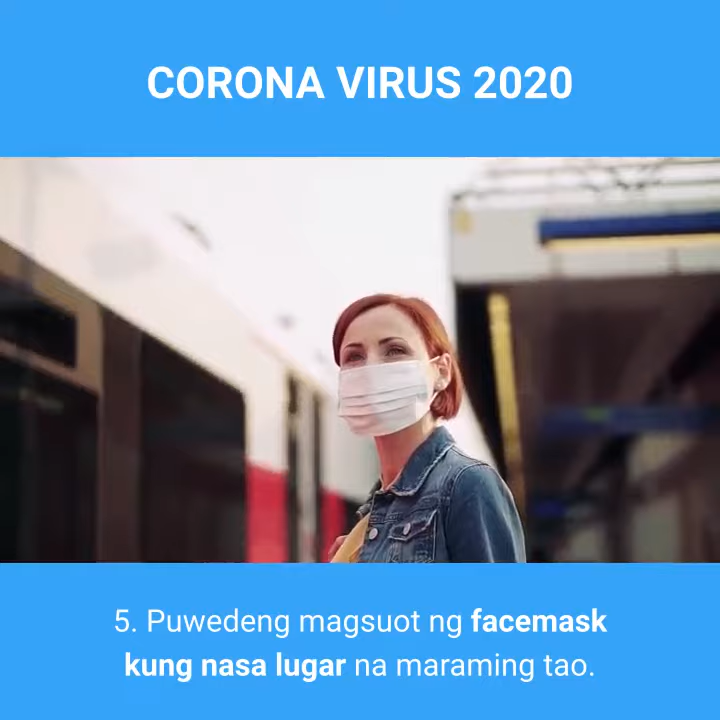 CORONA VIRUS 2020
5. Puwedeng magsuot ng facemask
kung nasa lugar na maraming tao.